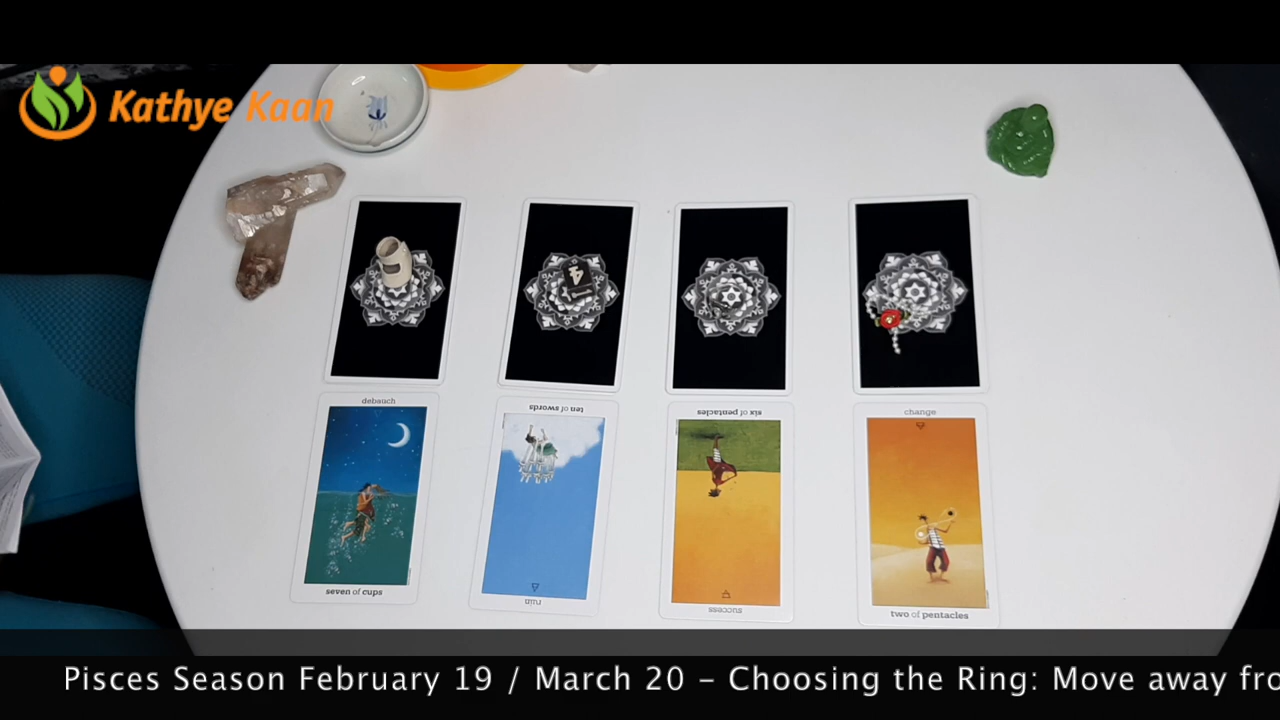 Kathye Kaan
debauch
ten of swords
six of pentacles
change
seven of cups
ruin
success
two of pentacles
Pisces Season February 19 / March 20 – Choosing the Ring: Move away fro